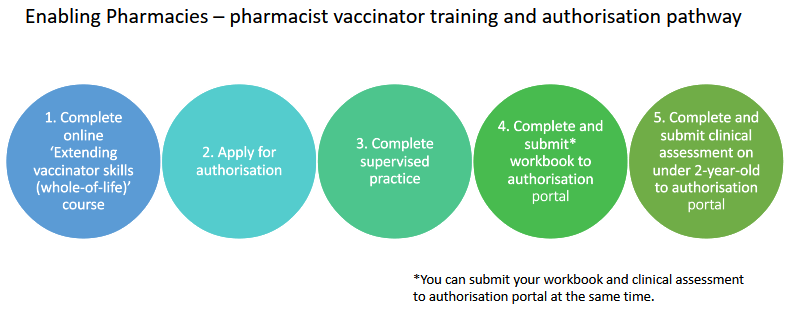 Enabling Pharmacies – pharmacist vaccinator training and authorisation pathway
1. Complete
online
‘Extending
vaccinator skills
(whole-of-life)’
course
2. Apply for
authorisation
3. Complete
supervised
practice
4. Complete and
submit*
workbook to
authorisation
portal
5. Complete and
submit clinical
assessment on
under 2-year-old
to authorisation
portal
*You can submit your workbook and clinical assessment
to authorisation portal at the same time.